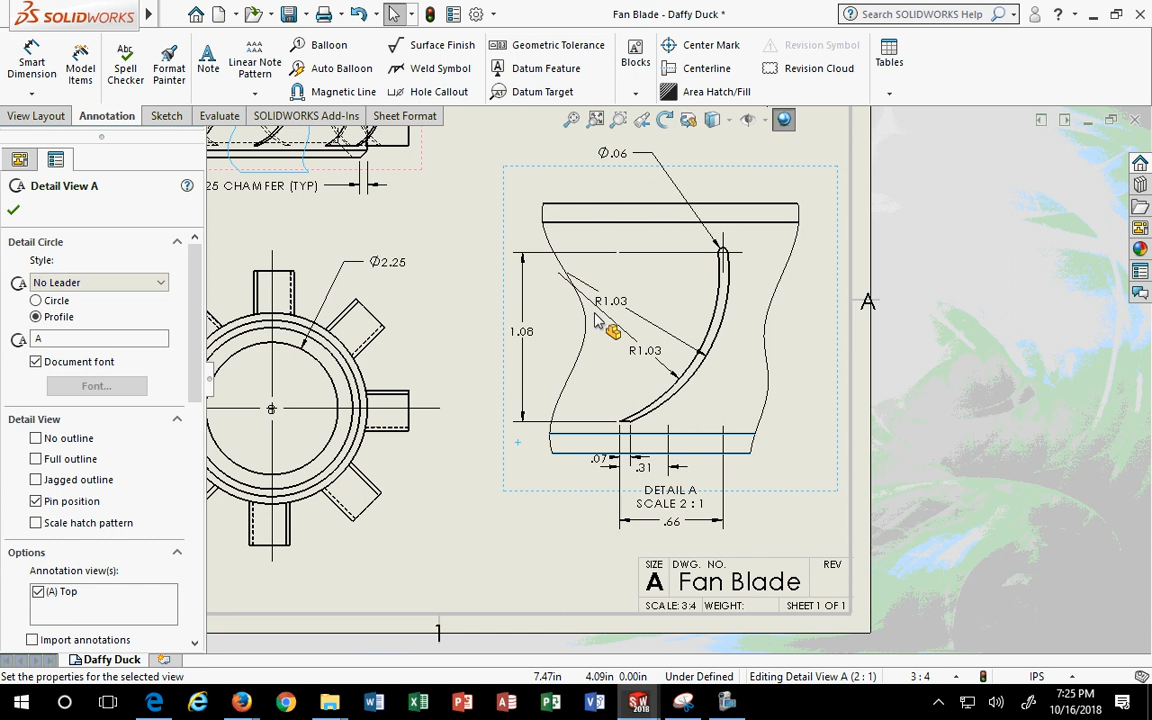 SOLIDWORKS
Fan Blade - Daffy Duck *
Search SOLIDWORKS Help
Smart Dimension
Model Items
Spell Checker
Format Painter
Note
Linear Note Pattern
Balloon
Auto Balloon
Magnetic Line
Surface Finish
Weld Symbol
Hole Callout
Geometric Tolerance
Datum Feature
Datum Target
Blocks
Center Mark
Centerline
Area Hatch/Fill
Revision Symbol
Revision Cloud
Tables
View Layout
Annotation
Sketch
Evaluate
SOLIDWORKS Add-Ins
Sheet Format
Detail View A
Detail Circle
Style:
No Leader
Circle
Profile
A
Document font
Font...
Detail View
No outline
Full outline
Jagged outline
Pin position
Scale hatch pattern
Options
Annotation view(s):
(A) Top
Import annotations
25 CHAMFER (TYP)
Ø2.25
Ø.06
R1.03
1.08
R1.03
.07
.31
DETAIL A
SCALE 2 : 1
.66
A
SIZE DWG. NO. REV
A Fan Blade
SCALE: 3:4 WEIGHT: SHEET 1 OF 1
1
Daffy Duck
Set the properties for the selected view
7.47in 4.09in 0.00in Under Defined Editing Detail View A (2 : 1) 3 : 4 IPS
SW 2018
7:25 PM
10/16/2018